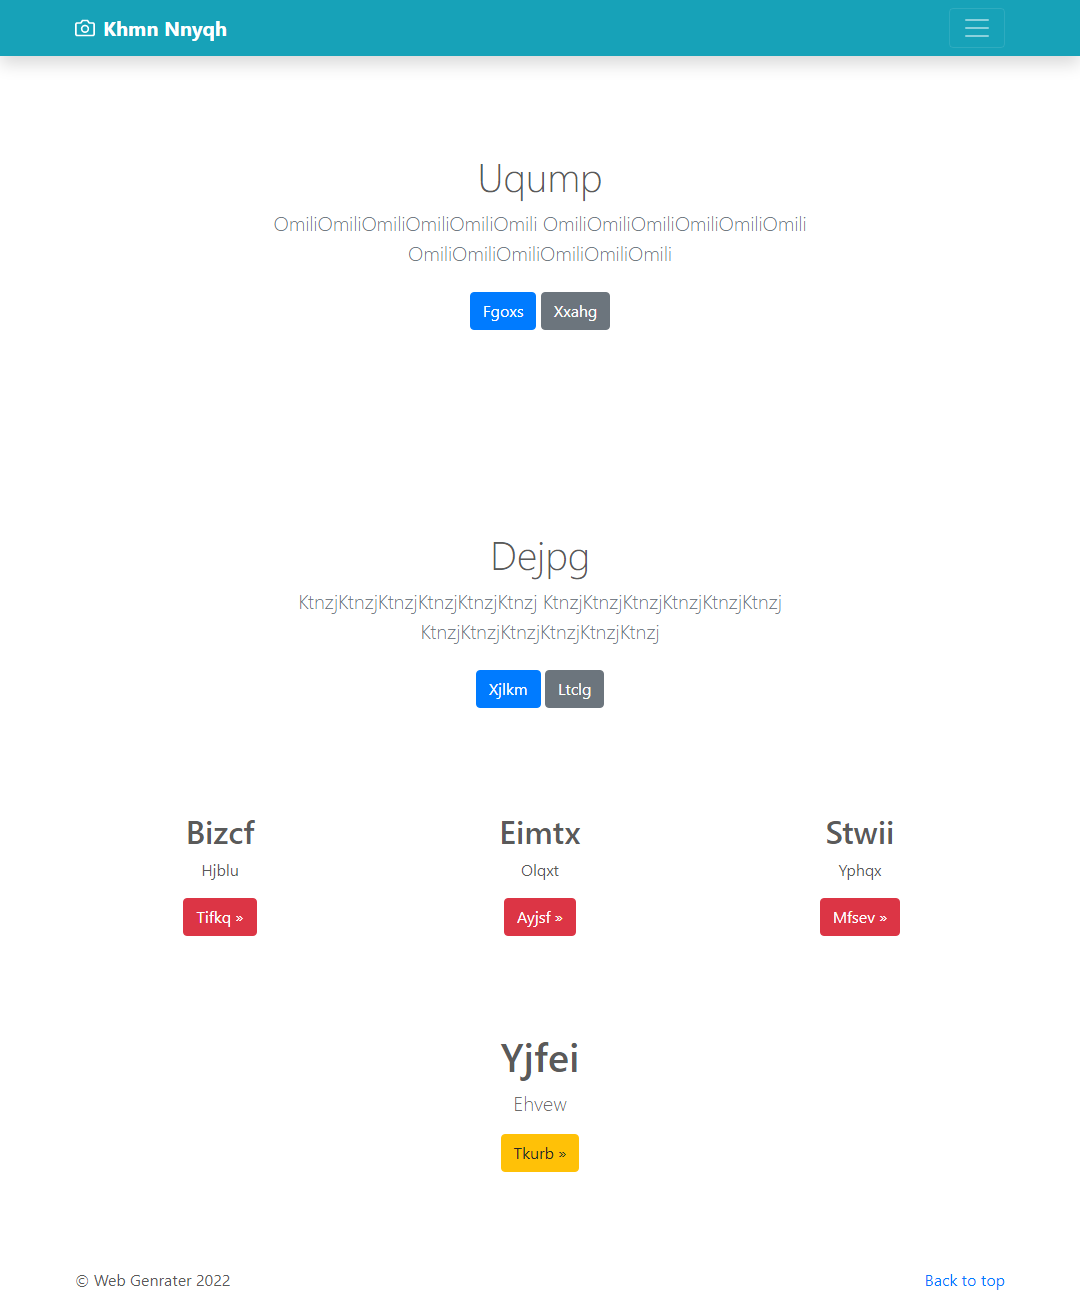 Khmn Nnyqh
Uqump
OmiliOmiliOmiliOmiliOmiliOmili OmiliOmiliOmiliOmiliOmiliOmili
OmiliOmiliOmiliOmiliOmiliOmili
Fgoxs Xxahg
Dejpg
KtnzjKtnzjKtnzjKtnzjKtnzjKtnzj KtnzjKtnzjKtnzjKtnzjKtnzjKtnzj
KtnzjKtnzjKtnzjKtnzjKtnzjKtnzj
Xjlkm Ltclg
Bizcf Eimtx Stwii
Hjblu Olqxt Yphqx
Tifkq » Ayjsf » Mfsev »
Yjfei
Ehvew
Tkurb »
© Web Genrater 2022 Back to top